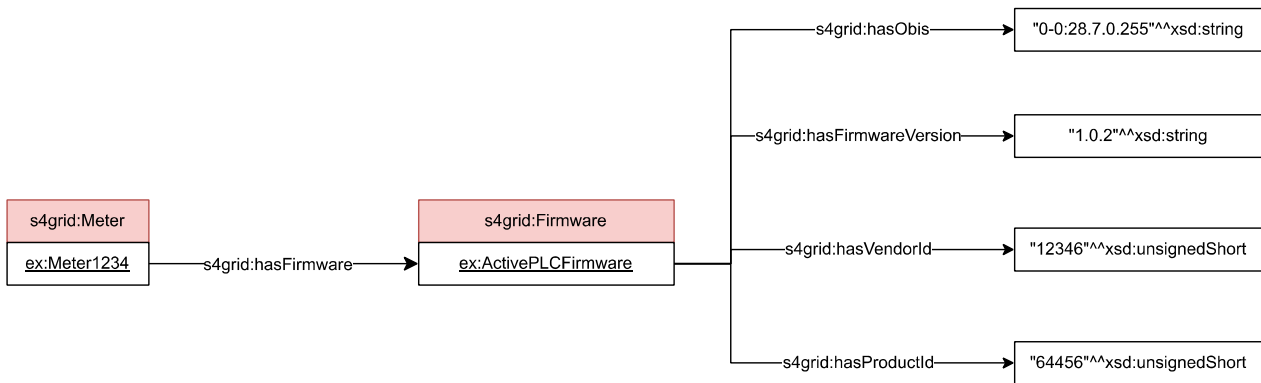 s4grid:hasObis
"0-0:28.7.0.255"^^xsd:string
s4grid:hasFirmwareVersion
"1.0.2"^^xsd:string
s4grid:Meter
s4grid:Firmware
ex:Meter1234
s4grid:hasFirmware
ex:ActivePLCFirmware
s4grid:hasVendorId
"12346"^^xsd:unsignedShort
s4grid:hasProductId
"64456"^^xsd:unsignedShort